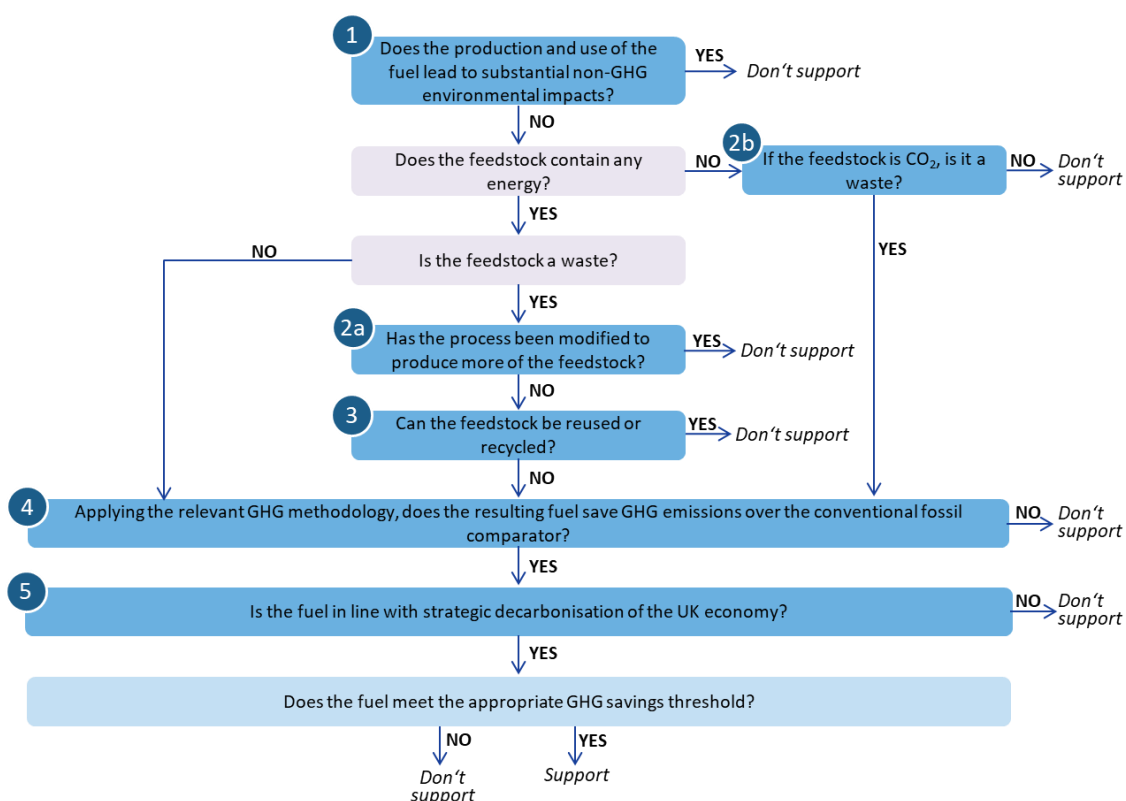 1
Does the production and use of the
fuel lead to substantial non-GHG
environmental impacts?
YES
Don‘t support
NO
Does the feedstock contain any
energy?
NO
2b
If the feedstock is CO₂, is it a
waste?
NO
Don‘t
support
YES
YES
Is the feedstock a waste?
NO
YES
2a
Has the process been modified to
produce more of the feedstock?
YES
Don‘t support
NO
3
Can the feedstock be reused or
recycled?
YES
Don‘t support
NO
4
Applying the relevant GHG methodology, does the resulting fuel save GHG emissions over the conventional fossil
comparator?
NO
Don‘t
support
YES
5
Is the fuel in line with strategic decarbonisation of the UK economy?
NO
Don‘t
support
YES
Does the fuel meet the appropriate GHG savings threshold?
NO
YES
Don‘t
support
Support